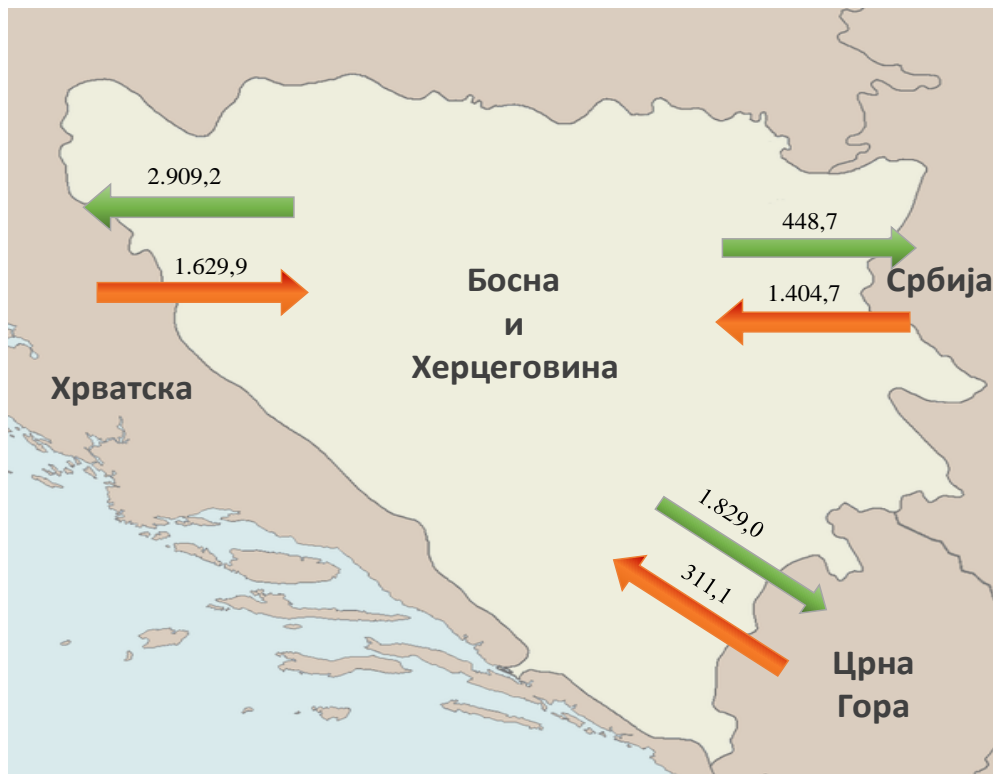 2.909,2
448,7
1.629,9
Босна
и
Херцеговина
Србија
1.404,7
Хрватска
1.829,0
311,1
Црна
Гора